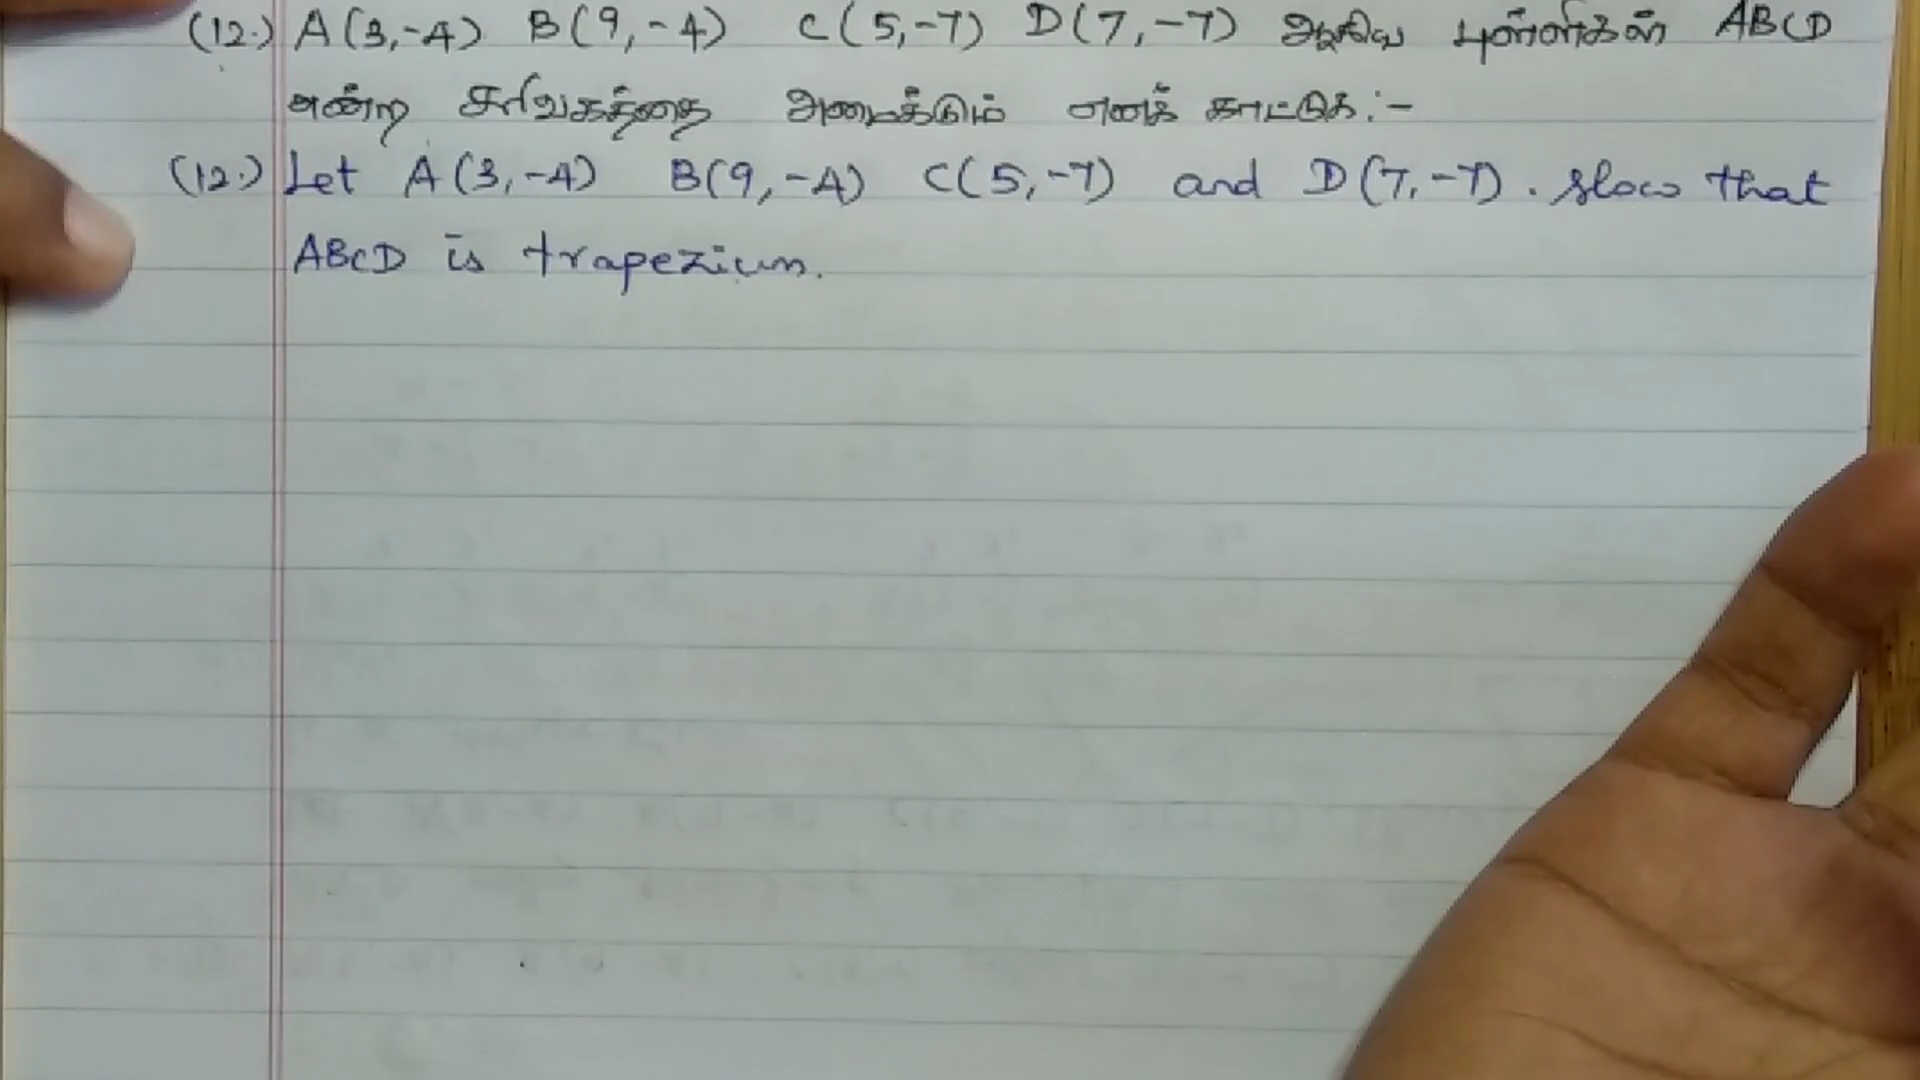 (12.) A(3,-4) B(9,-4) C(5,-7) D(7,-7) ஆகிய புள்ளிகள் ABCD
என்ற சரிவகத்தை அமைக்கும் எனக் காட்டுக:-
(12.) Let A(3,-4) B(9,-4) C(5,-7) and D(7,-7). Show that
ABCD is trapezium.